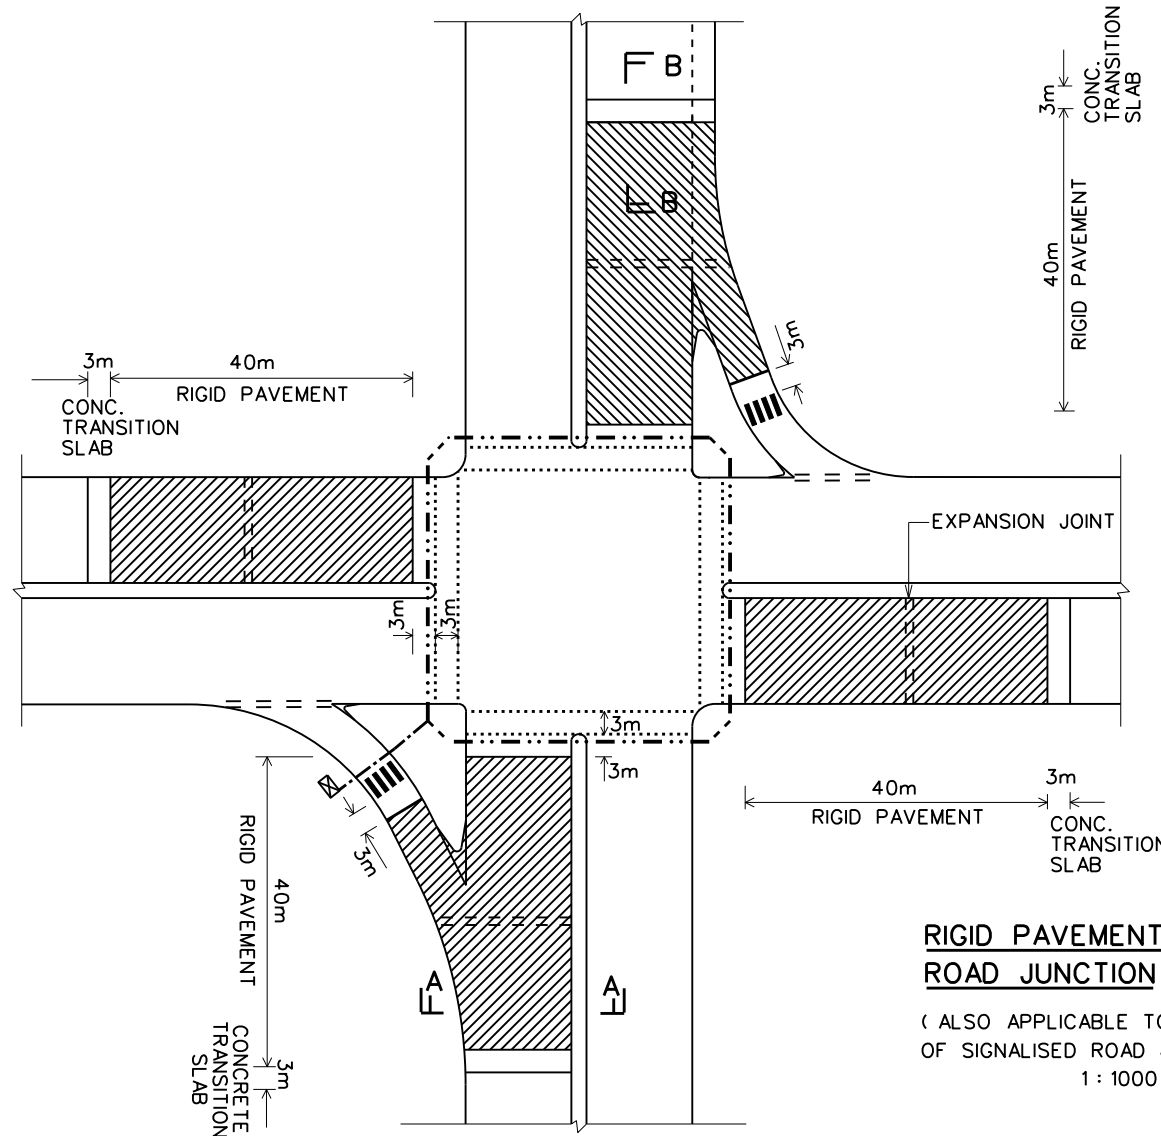 B
B
3m
CONC.
TRANSITION
SLAB
40m
RIGID PAVEMENT
3m
3m
40m
RIGID PAVEMENT
CONC.
TRANSITION
SLAB
EXPANSION JOINT
3m
3m
3m
3m
40m
RIGID PAVEMENT
3m
CONC.
TRANSITION
SLAB
3m
RIGID PAVEMENT
40m
A
A
3m
CONCRETE
TRANSITION
SLAB
RIGID PAVEMENT
ROAD JUNCTION
( ALSO APPLICABLE TO
OF SIGNALISED ROAD
1 : 1000